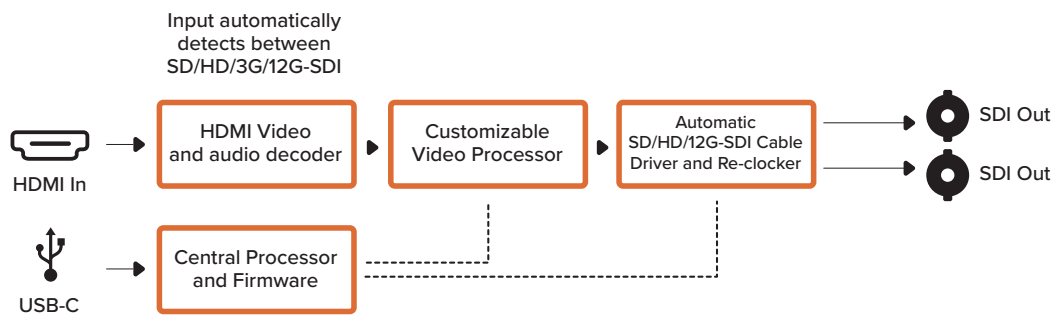 Input automatically
detects between
SD/HD/3G/12G-SDI
HDMI In
HDMI Video
and audio decoder
Customizable
Video Processor
Automatic
SD/HD/12G-SDI Cable
Driver and Re-clocker
SDI Out
SDI Out
USB-C
Central Processor
and Firmware